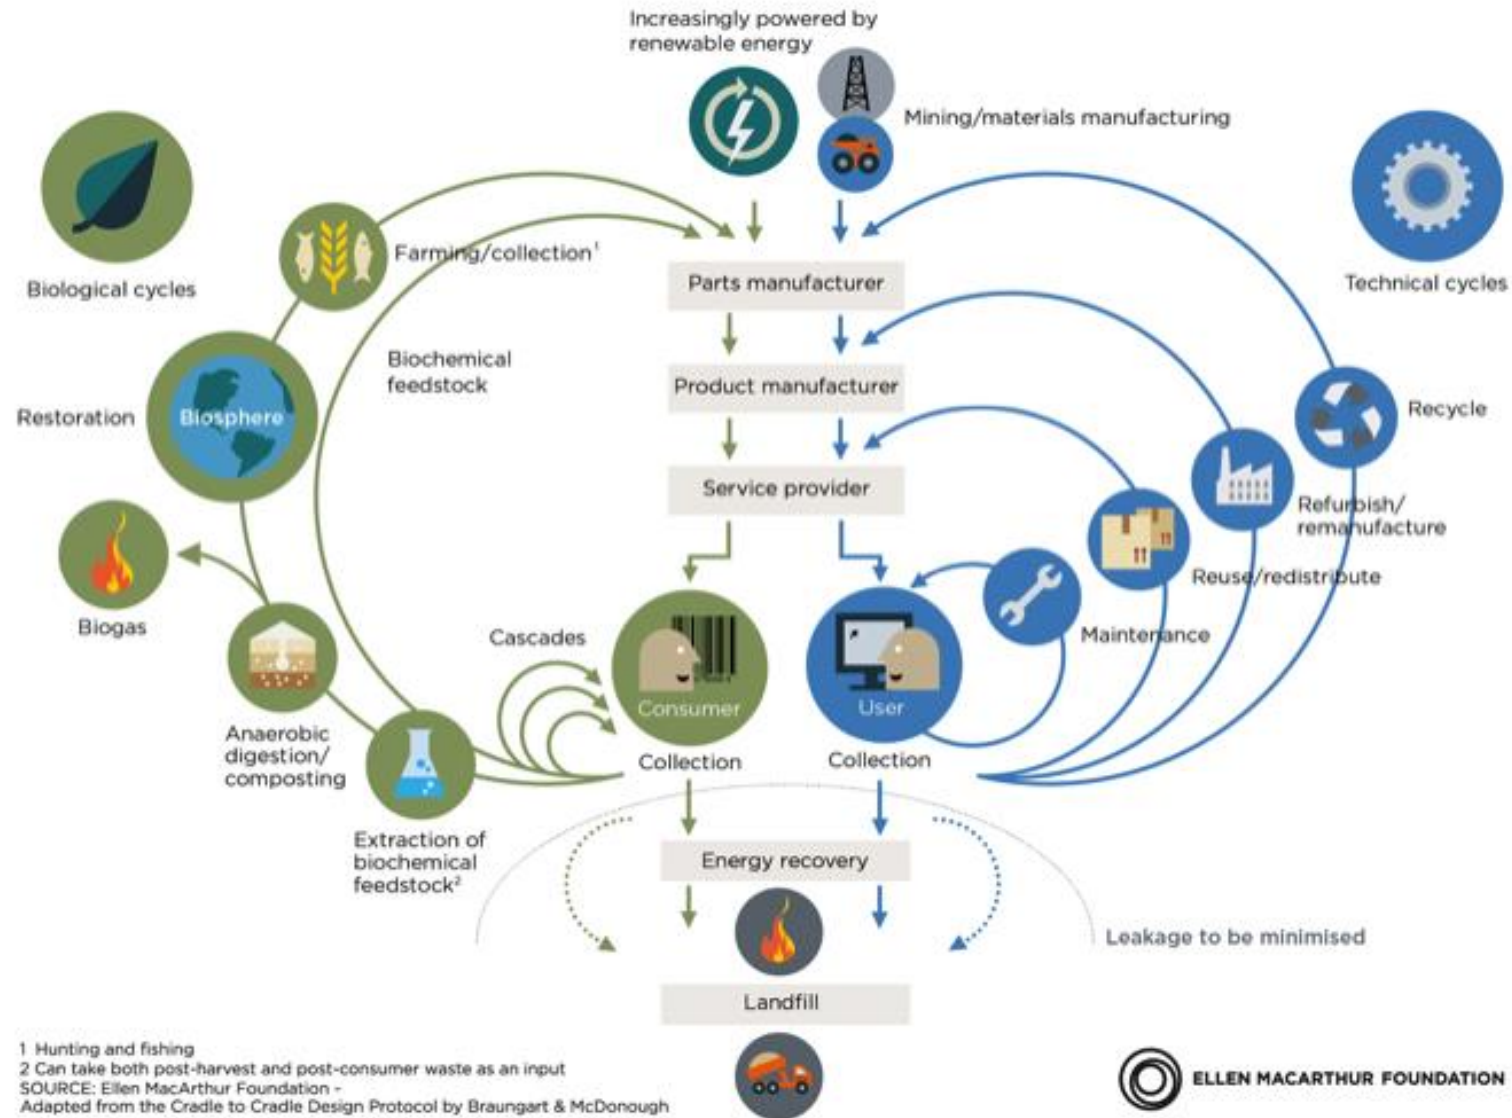 Increasingly powered by
renewable energy
Mining/materials manufacturing
Biological cycles
Technical cycles
Farming/collection¹
Parts manufacturer
Biochemical
feedstock
Product manufacturer
Restoration
Biosphere
Recycle
Service provider
Refurbish/
remanufacture
Reuse/redistribute
Biogas
Cascades
Maintenance
Consumer
User
Anaerobic
digestion/
composting
Collection
Collection
Extraction of
biochemical
feedstock²
Energy recovery
Leakage to be minimised
Landfill
1 Hunting and fishing
2 Can take both post-harvest and post-consumer waste as an input
SOURCE: Ellen MacArthur Foundation -
Adapted from the Cradle to Cradle Design Protocol by Braungart & McDonough
ELLEN MACARTHUR FOUNDATION